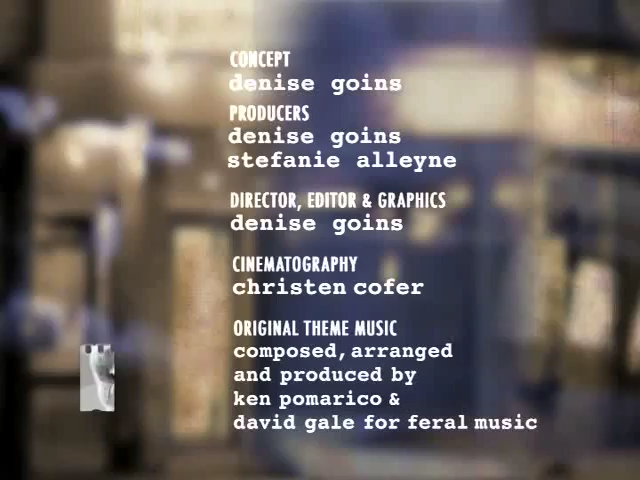 CONCEPT
denise goins
PRODUCERS
denise goins
stefanie alleyne
DIRECTOR, EDITOR & GRAPHICS
denise goins
CINEMATOGRAPHY
christen cofer
ORIGINAL THEME MUSIC
composed, arranged
and produced by
ken pomarico &
david gale for feral music